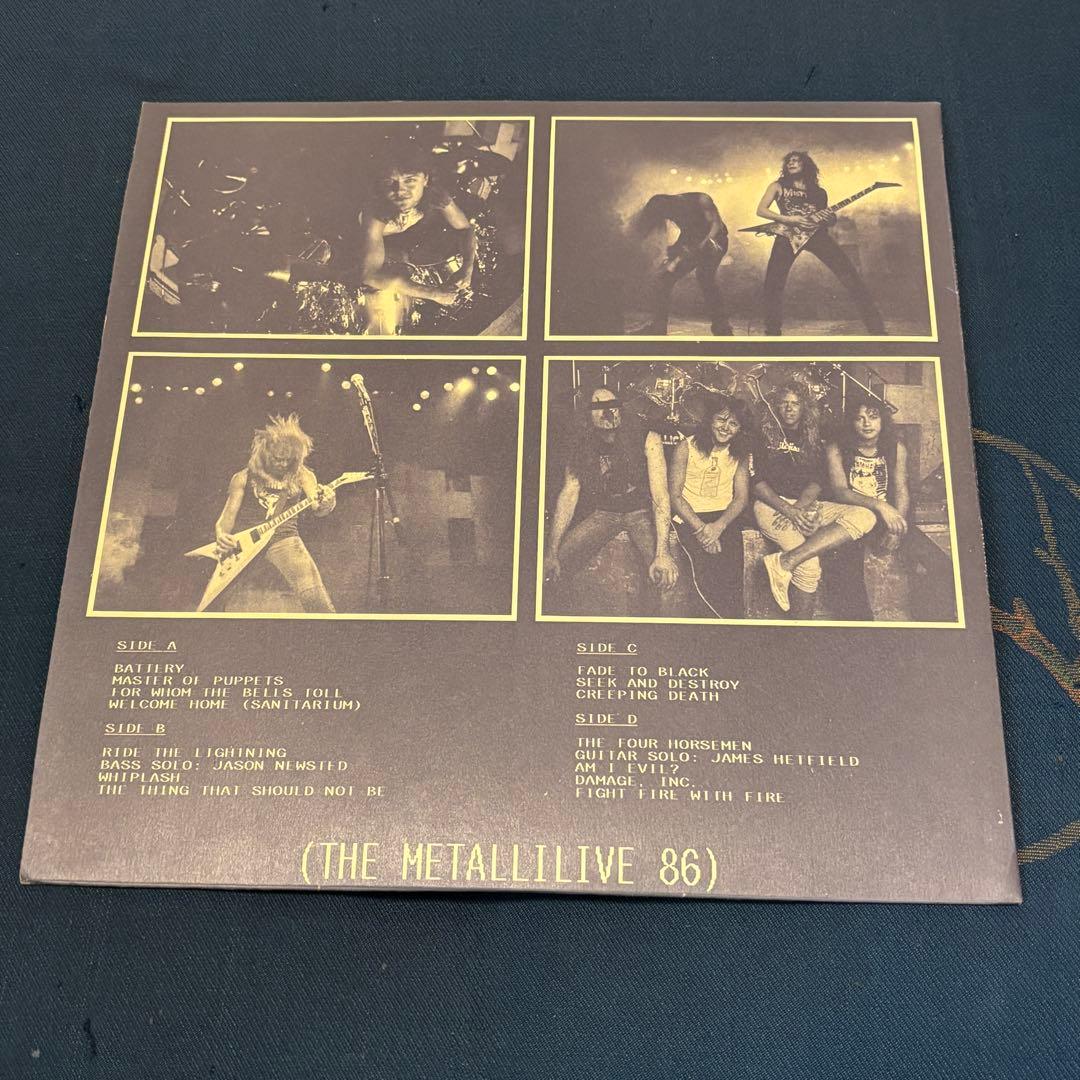 SIDE A
BATTERY
MASTER OF PUPPETS
FOR WHOM THE BELLS TOLL
WELCOME HOME (SANITARIUM)
SIDE B
RIDE THE LIGHTNING
BASS SOLO: JASON NEWSTED
WHIPLASH
THE THING THAT SHOULD NOT BE
SIDE C
FADE TO BLACK
SEEK AND DESTROY
CREEPING DEATH
SIDE D
THE FOUR HORSEMEN
GUITAR SOLO: JAMES HETFIELD
AM I EVIL?
DAMAGE, INC.
FIGHT FIRE WITH FIRE
(THE METALLILIVE 86)